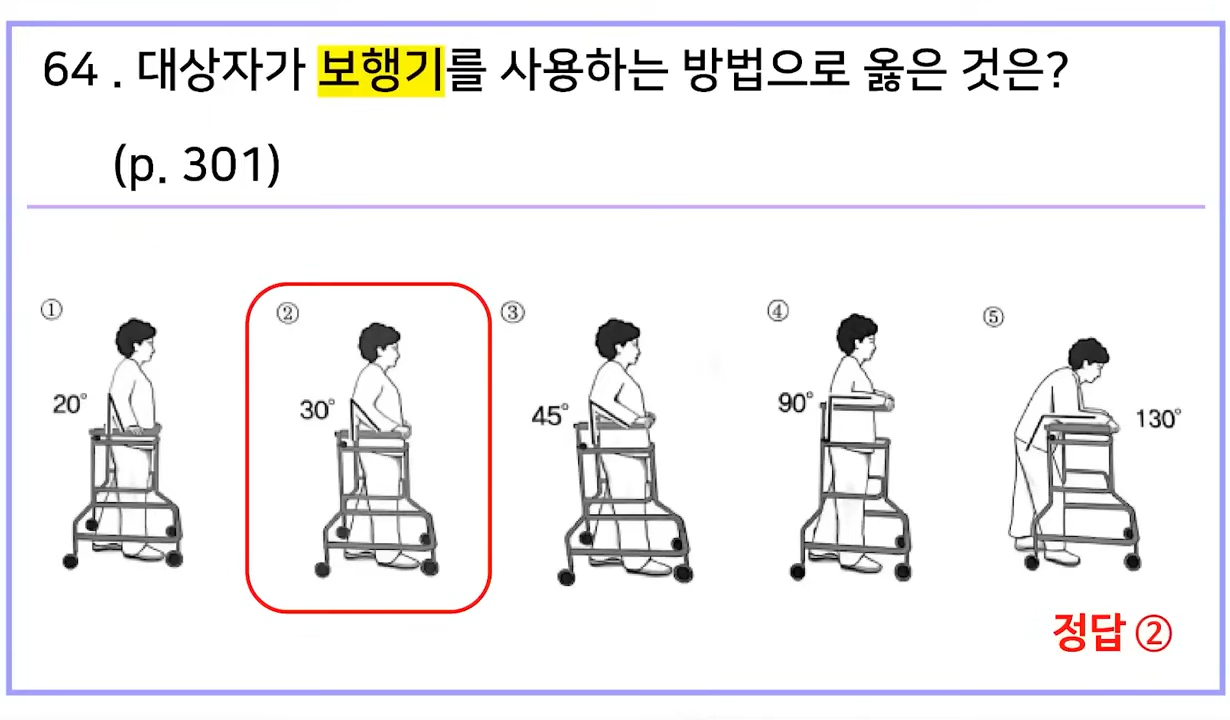 64 . 대상자가 보행기를 사용하는 방법으로 옳은 것은?
(p. 301)
① ② ③ ④ ⑤
20° 30° 45° 90° 130°
정답 ②